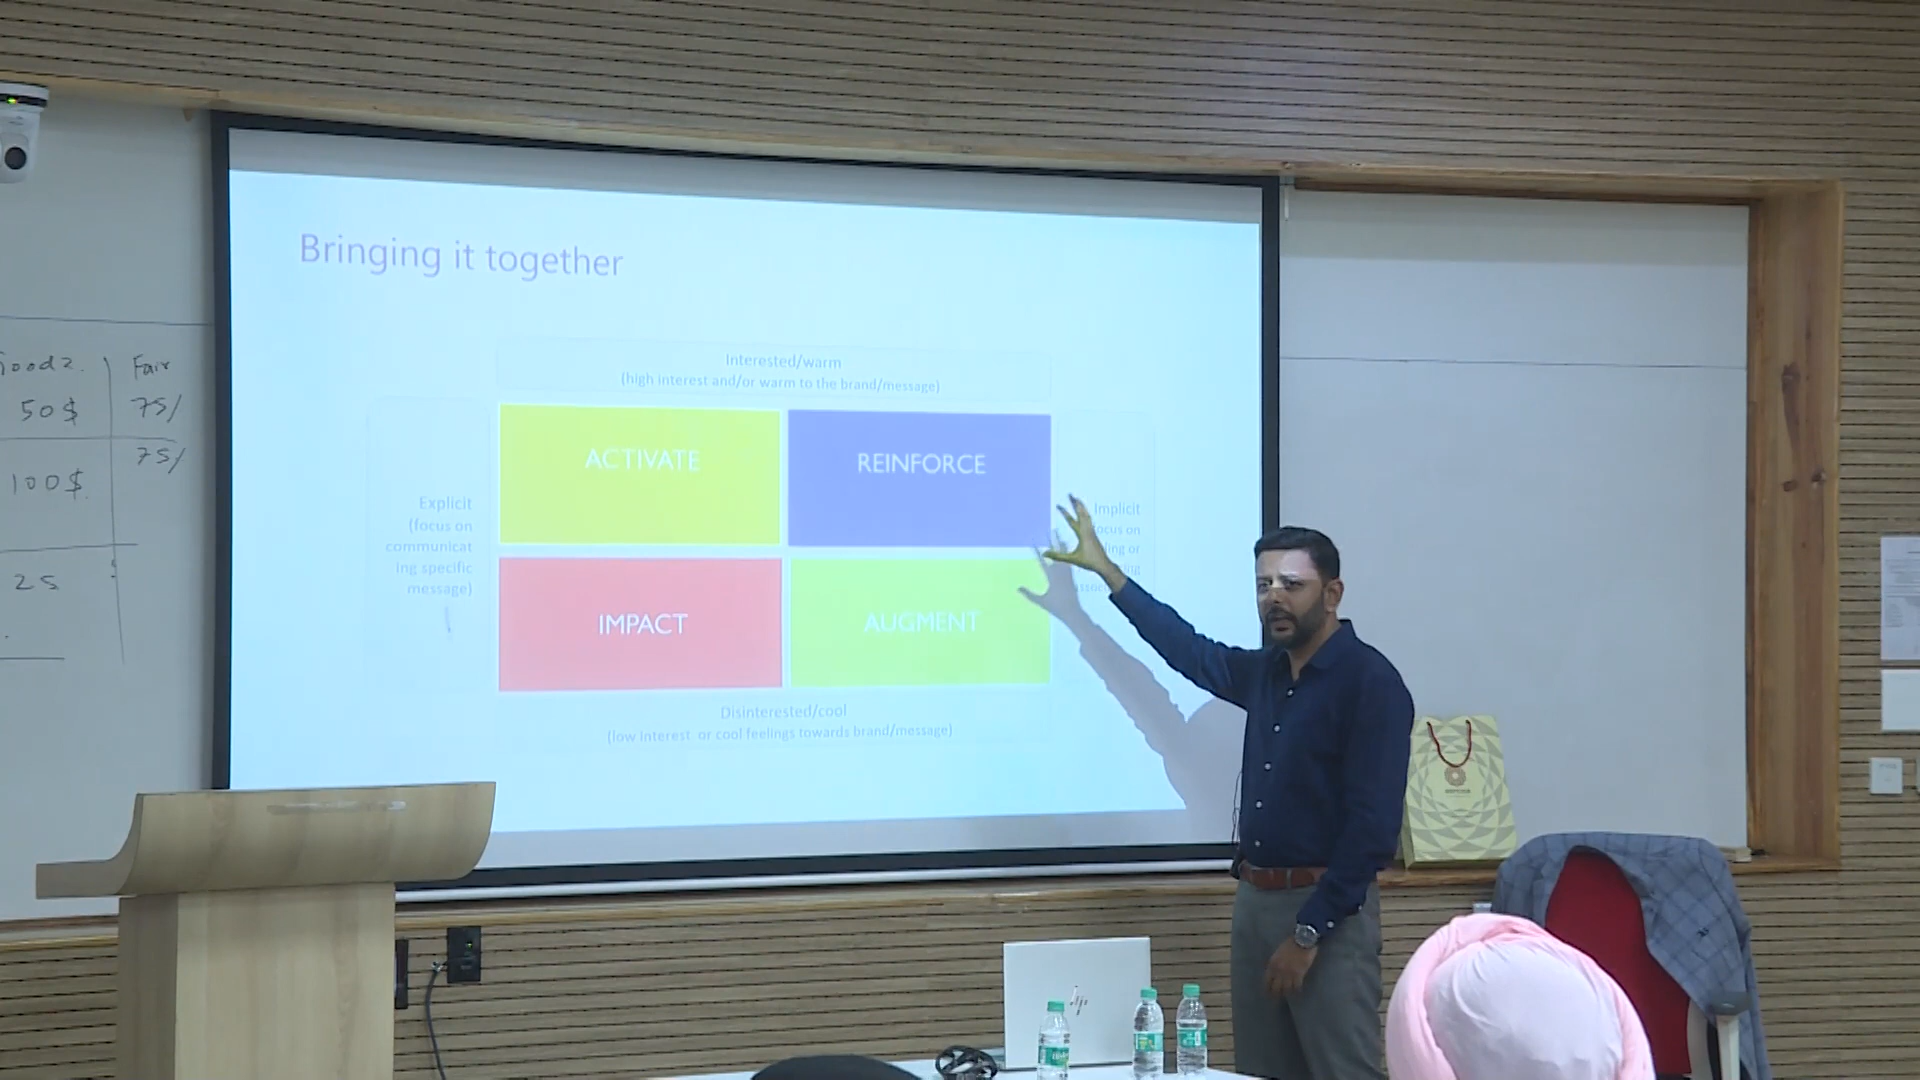 Bringing it together
Interested/warm
(high interest and/or warm to the brand/message)
ACTIVATE
REINFORCE
Explicit
(focus on
communicat
ing specific
message)
Implicit
IMPACT
AUGMENT
Disinterested/cool
(low interest or cool feelings towards brand/message)
Fair
50$
75/
75/
100$
25
hp